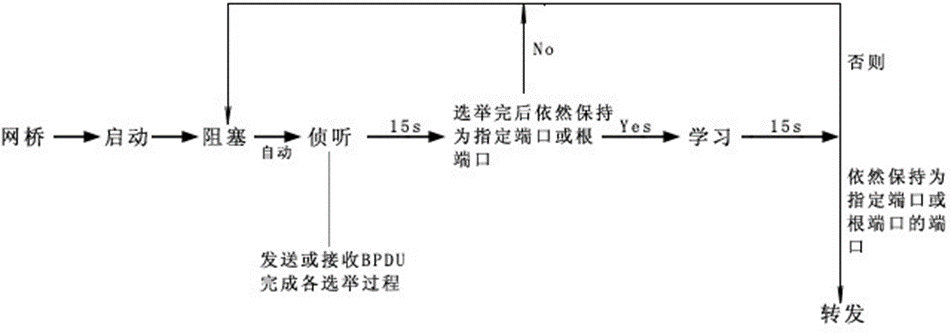 No
否则
网桥
启动
阻塞
自动
侦听
15s
选举完后依然保持
为指定端口或根
端口
Yes
学习
15s
依然保持为
指定端口或
根端口的端
口
发送或接收BPDU
完成各选举过程
转发